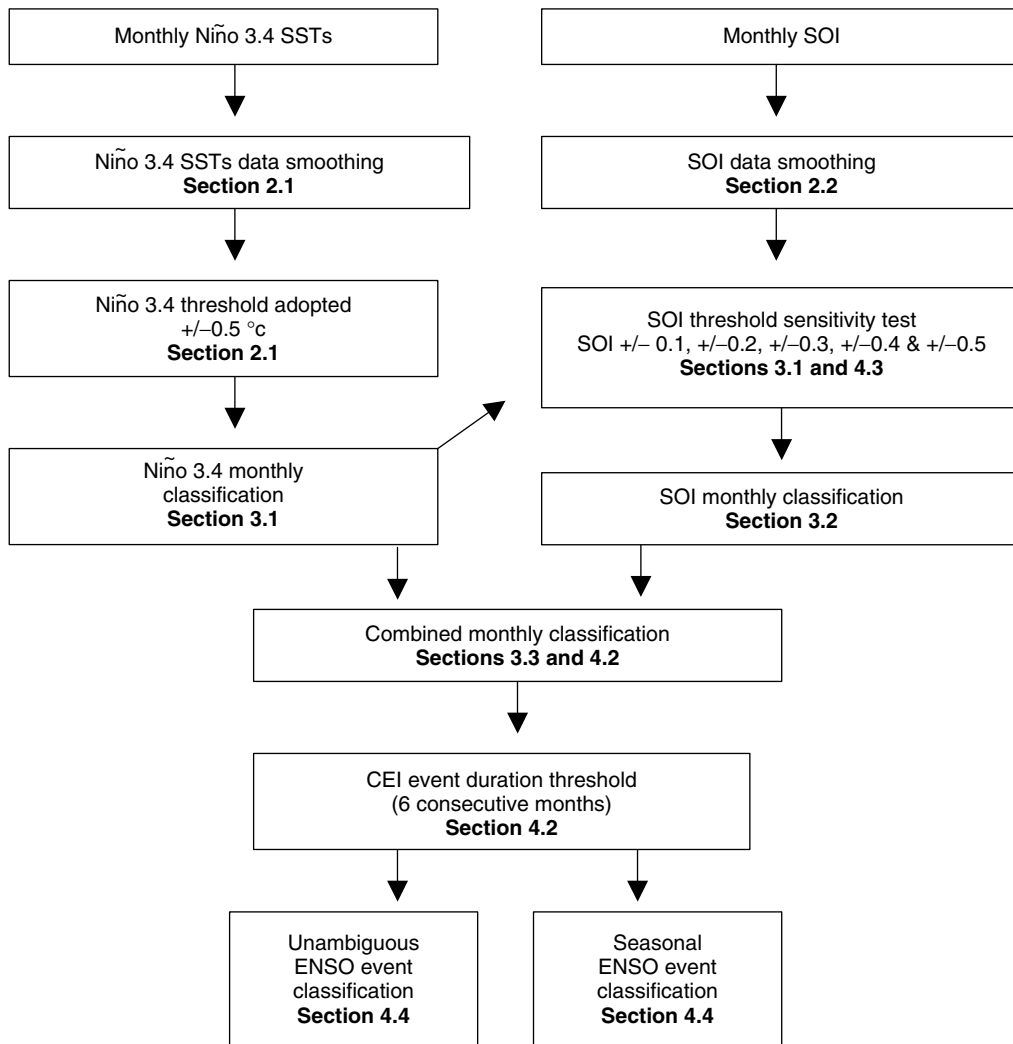 Monthly Niño 3.4 SSTs
Monthly SOI
Niño 3.4 SSTs data smoothing
Section 2.1
SOI data smoothing
Section 2.2
Niño 3.4 threshold adopted
+/−0.5 °c
Section 2.1
SOI threshold sensitivity test
SOI +/− 0.1, +/−0.2, +/−0.3, +/−0.4 & +/−0.5
Sections 3.1 and 4.3
Niño 3.4 monthly
classification
Section 3.1
SOI monthly classification
Section 3.2
Combined monthly classification
Sections 3.3 and 4.2
CEI event duration threshold
(6 consecutive months)
Section 4.2
Unambiguous
ENSO event
classification
Section 4.4
Seasonal
ENSO event
classification
Section 4.4